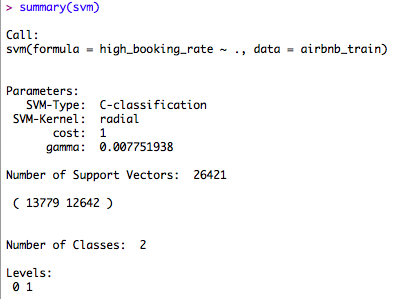 > summary(svm)
Call:
svm(formula = high_booking_rate ~ ., data = airbnb_train)
Parameters:
SVM-Type:  C-classification
SVM-Kernel:  radial
cost:  1
gamma:  0.007751938
Number of Support Vectors:  26421
( 13779 12642 )
Number of Classes:  2
Levels:
0 1